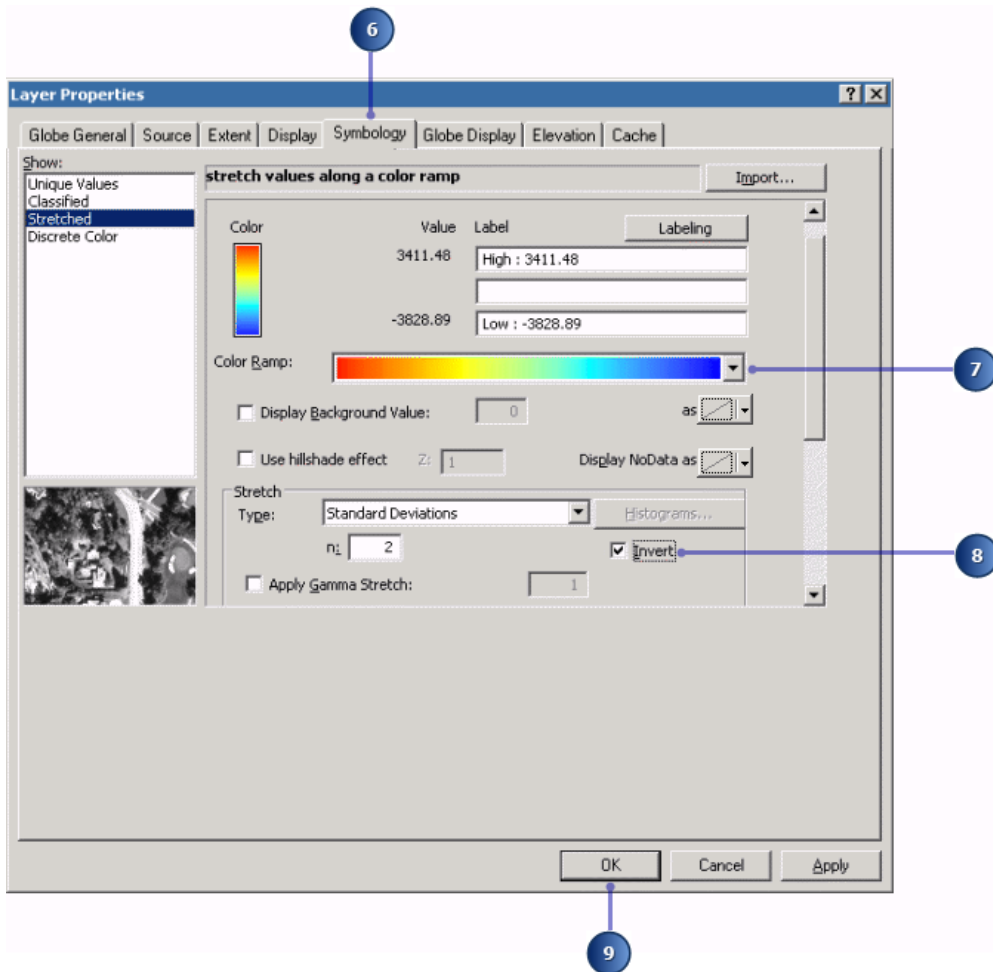 6
Layer Properties
Globe General Source Extent Display Symbology Globe Display Elevation Cache
Show:
Unique Values
Classified
Stretched
Discrete Color
stretch values along a color ramp
Import...
Color Value Label Labeling
3411.48 High : 3411.48
-3828.89 Low : -3828.89
Color Ramp:
7
Display Background Value: 0 as
Use hillshade effect Z: 1 Display NoData as
Stretch
Type: Standard Deviations Histograms...
n: 2 Invert
8
Apply Gamma Stretch: 1
OK Cancel Apply
9